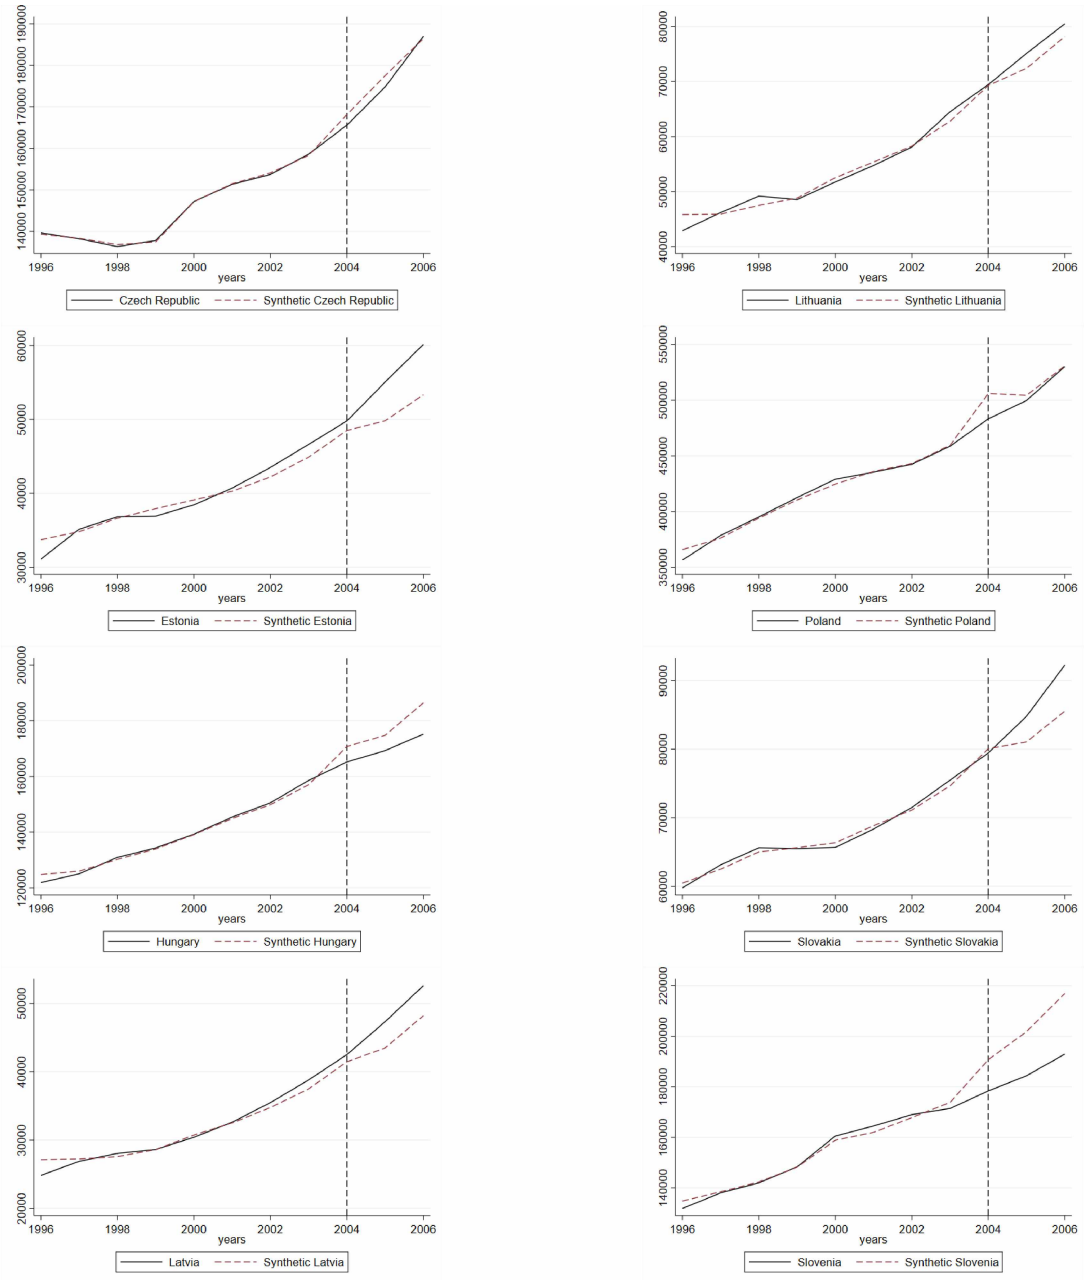 140000 150000 160000 170000 180000 190000
1996 1998 2000 2002 2004 2006
years
Czech Republic Synthetic Czech Republic
40000 50000 60000 70000 80000
1996 1998 2000 2002 2004 2006
years
Lithuania Synthetic Lithuania
30000 40000 50000 60000
1996 1998 2000 2002 2004 2006
years
Estonia Synthetic Estonia
350000 400000 450000 500000 550000
1996 1998 2000 2002 2004 2006
years
Poland Synthetic Poland
120000 140000 160000 180000 200000
1996 1998 2000 2002 2004 2006
years
Hungary Synthetic Hungary
60000 70000 80000 90000
1996 1998 2000 2002 2004 2006
years
Slovakia Synthetic Slovakia
20000 30000 40000 50000
1996 1998 2000 2002 2004 2006
years
Latvia Synthetic Latvia
140000 160000 180000 200000 220000
1996 1998 2000 2002 2004 2006
years
Slovenia Synthetic Slovenia